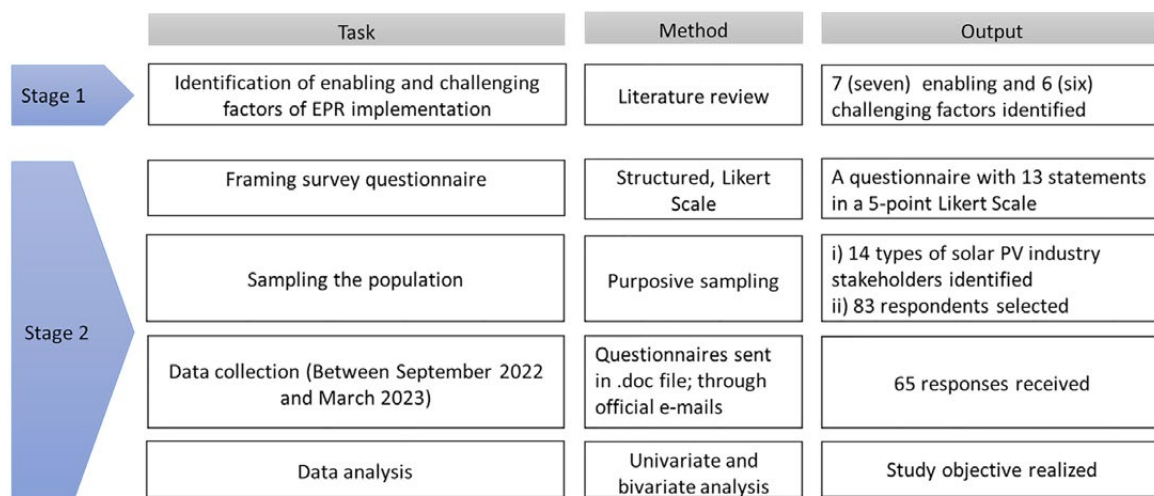 Task
Method
Output
Stage 1
Identification of enabling and challenging
factors of EPR implementation
Literature review
7 (seven) enabling and 6 (six)
challenging factors identified
Stage 2
Framing survey questionnaire
Structured, Likert
Scale
A questionnaire with 13 statements
in a 5-point Likert Scale
Sampling the population
Purposive sampling
i) 14 types of solar PV industry
stakeholders identified
ii) 83 respondents selected
Data collection (Between September 2022
and March 2023)
Questionnaires sent
in .doc file; through
official e-mails
65 responses received
Data analysis
Univariate and
bivariate analysis
Study objective realized